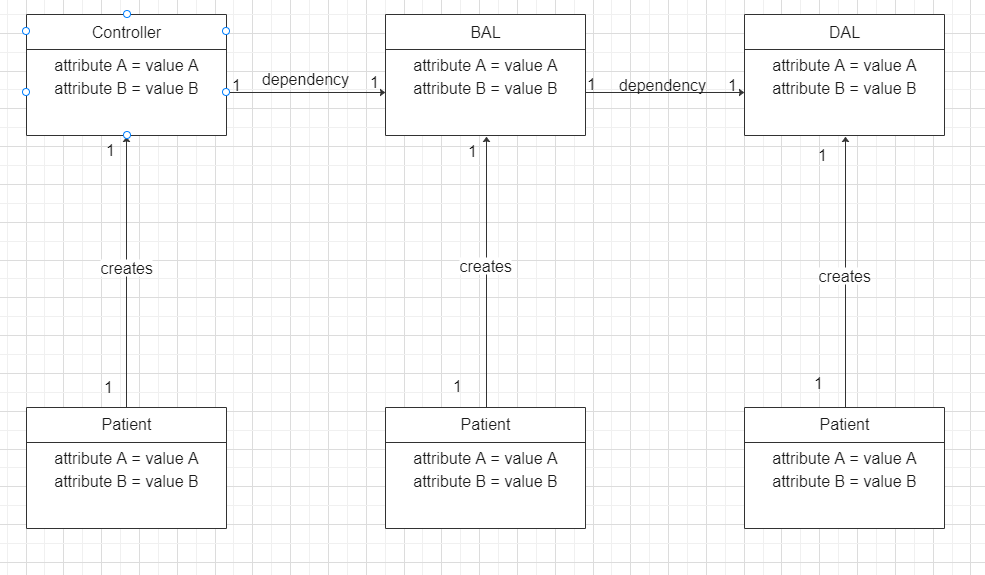 Controller
attribute A = value A
attribute B = value B
1 dependency 1
BAL
attribute A = value A
attribute B = value B
1 dependency 1
DAL
attribute A = value A
attribute B = value B
1
creates
1
1
creates
1
1
creates
1
Patient
attribute A = value A
attribute B = value B
Patient
attribute A = value A
attribute B = value B
Patient
attribute A = value A
attribute B = value B